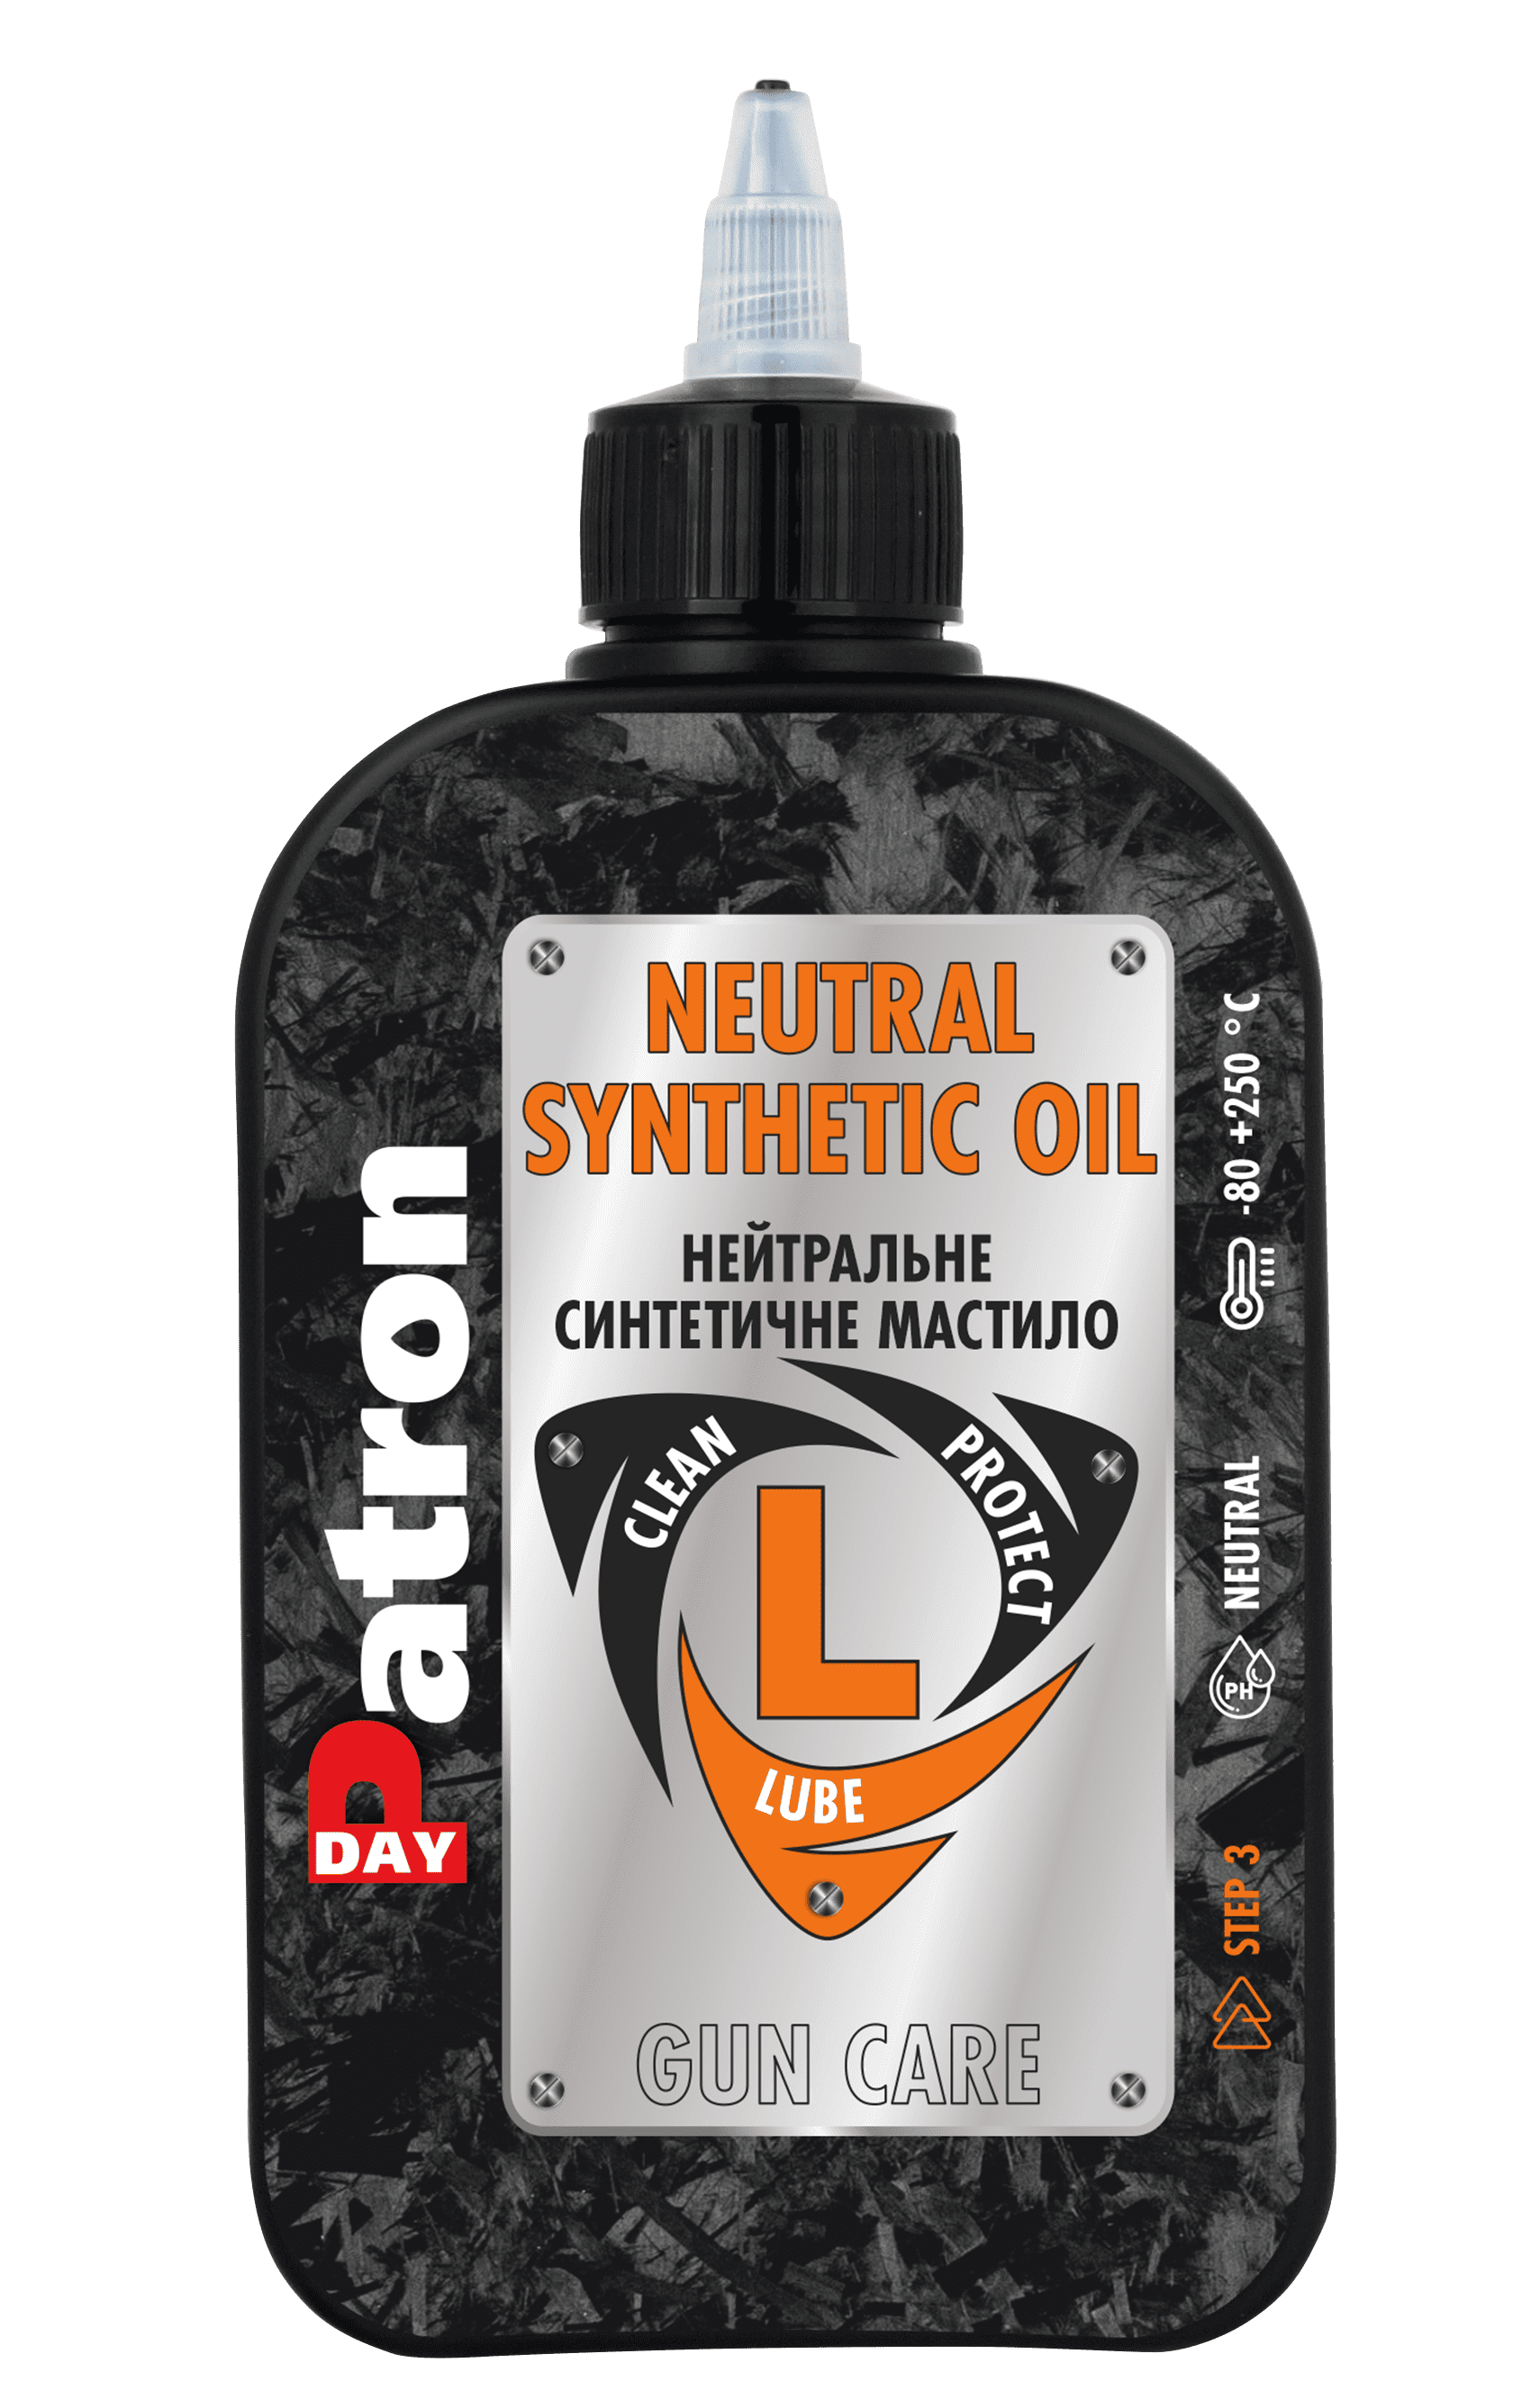 NEUTRAL
SYNTHETIC OIL
НЕЙТРАЛЬНЕ
СИНТЕТИЧНЕ МАСТИЛО
CLEAN
PROTECT
L
LUBE
GUN CARE
Patron
DAY
-80 +250 °C
NEUTRAL
PH
STEP 3